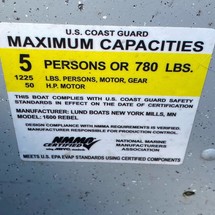 U.S. COAST GUARD
MAXIMUM CAPACITIES
5 PERSONS OR 780 LBS.
1225 LBS. PERSONS, MOTOR, GEAR
50 H.P. MOTOR
THIS BOAT COMPLIES WITH U.S. COAST GUARD SAFETY
STANDARDS IN EFFECT ON THE DATE OF CERTIFICATION
MANUFACTURER: LUND BOATS NEW YORK MILLS, MN
MODEL: 1600 REBEL
DESIGN COMPLIANCE WITH NMMA REQUIREMENTS IS VERIFIED.
MANUFACTURER RESPONSIBLE FOR PRODUCTION CONTROL.
NMMA
CERTIFIED
NATIONAL MARINE
MANUFACTURERS
ASSOCIATION
MEETS U.S. EPA EVAP STANDARDS USING CERTIFIED COMPONENTS